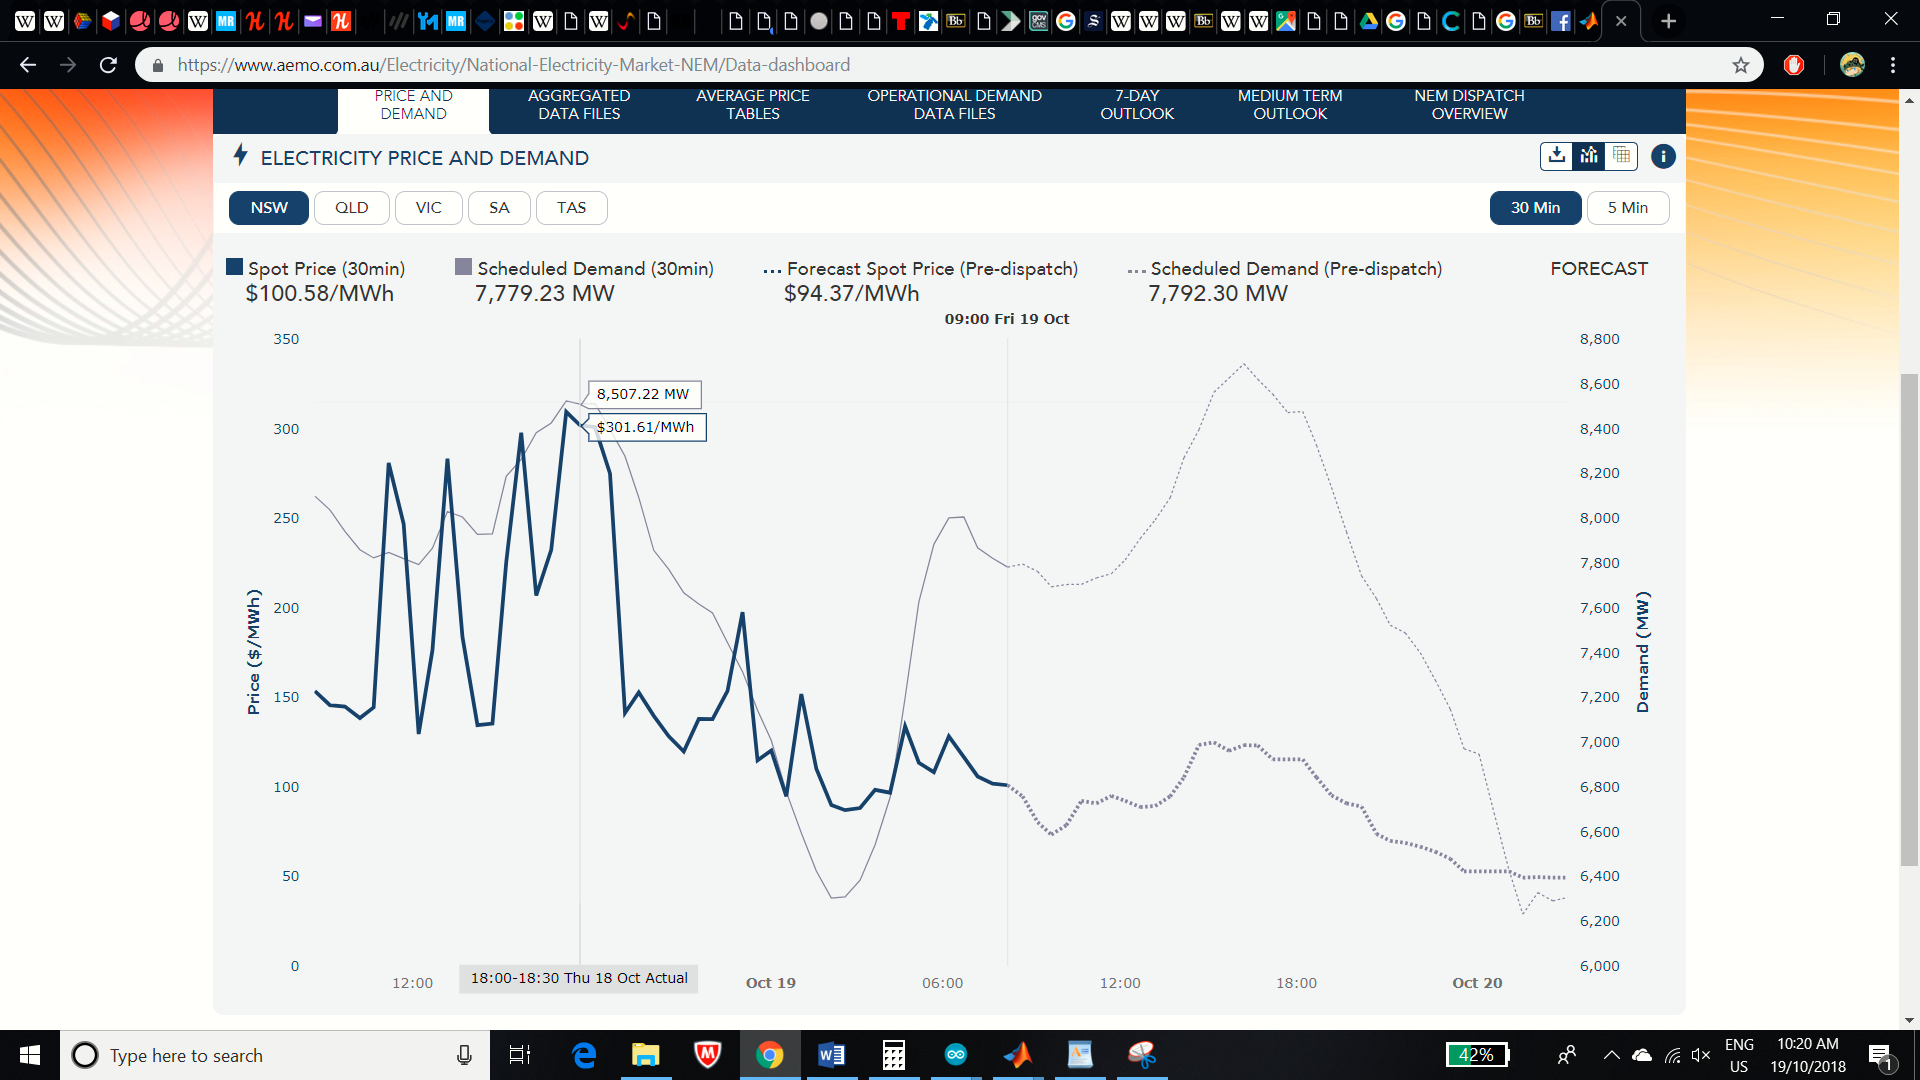 https://www.aemo.com.au/Electricity/National-Electricity-Market-NEM/Data-dashboard
PRICE AND DEMAND
AGGREGATED DATA FILES
AVERAGE PRICE TABLES
OPERATIONAL DEMAND DATA FILES
7-DAY OUTLOOK
MEDIUM TERM OUTLOOK
NEM DISPATCH OVERVIEW
ELECTRICITY PRICE AND DEMAND
NSW QLD VIC SA TAS 30 Min 5 Min
Spot Price (30min) Scheduled Demand (30min) Forecast Spot Price (Pre-dispatch) Scheduled Demand (Pre-dispatch) FORECAST
$100.58/MWh 7,779.23 MW $94.37/MWh 7,792.30 MW
09:00 Fri 19 Oct
350 8,800
8,600
8,507.22 MW
$301.61/MWh
300 8,400
8,200
250 8,000
7,800
200 7,600
7,400
150 7,200
7,000
100 6,800
6,600
50 6,400
6,200
0 6,000
Price ($/MWh)
Demand (MW)
12:00 18:00-18:30 Thu 18 Oct Actual Oct 19 06:00 12:00 18:00 Oct 20
Type here to search
42%
ENG
US
10:20 AM
19/10/2018
1